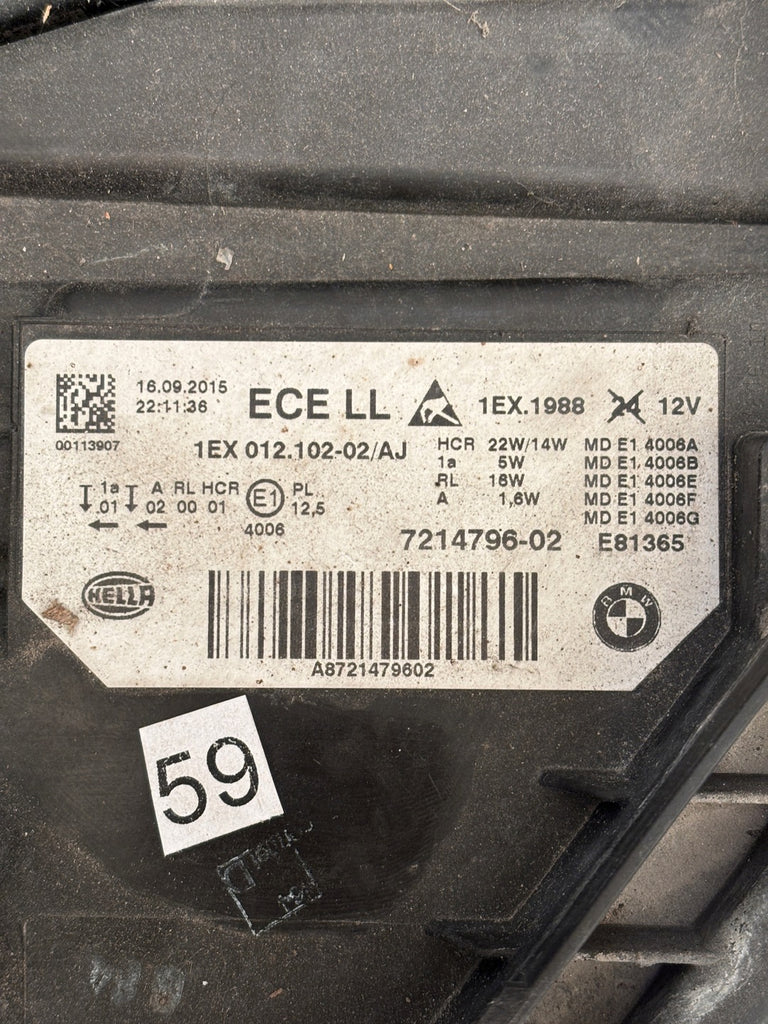 16.09.2015
22:11:36
00113907
ECE LL
1EX.1988 24 12V
1EX 012.102-02/AJ
HCR 22W/14W MD E1 4006A
1a 5W MD E1 4006B
RL 18W MD E1 4006E
A 1,6W MD E1 4006F
MD E1 4006G
1a A RL HCR E1 PL
.01 02 00 01 12,5
4006
7214796-02 E81365
HELLA
BMW
A8721479602
59